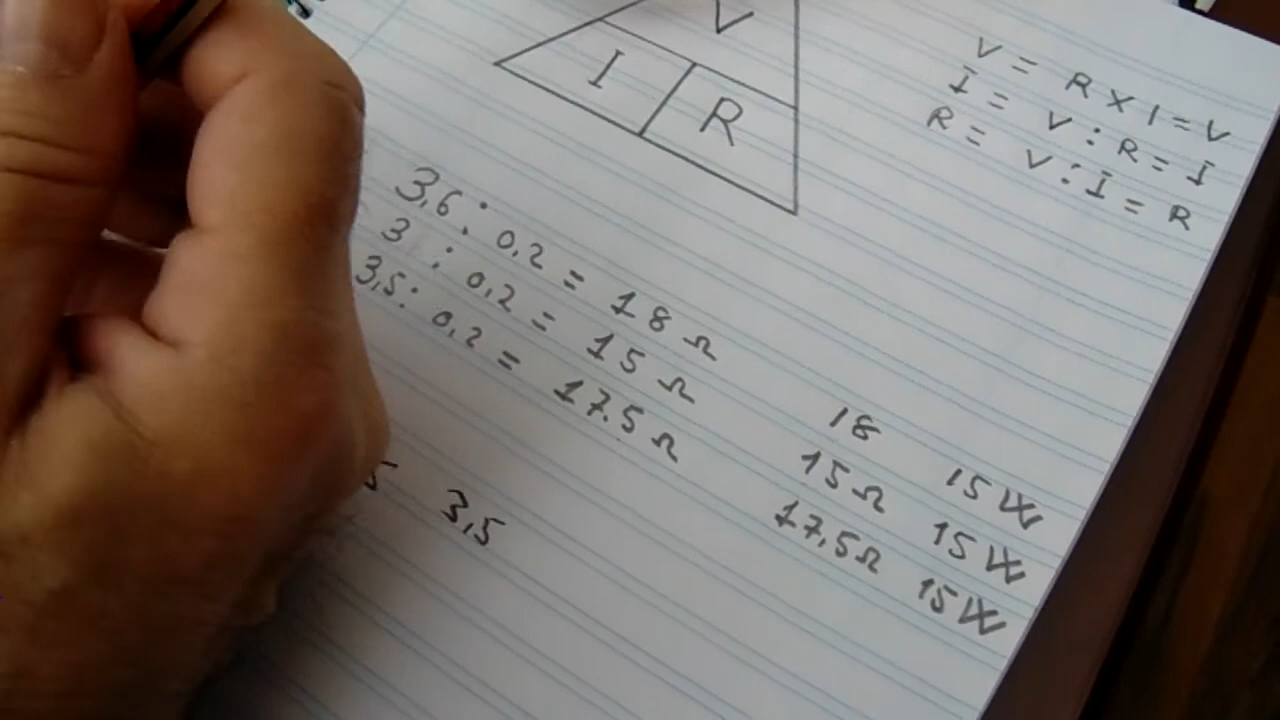 V
I R
V = R X I = V
I = V : R = I
R = V : I = R
3,6 : 0,2 = 18 Ω
3 : 0,2 = 15 Ω
3,5 : 0,2 = 17.5 Ω
18 15 W
15 Ω 15 W
17,5 Ω 15 W
5 3,5